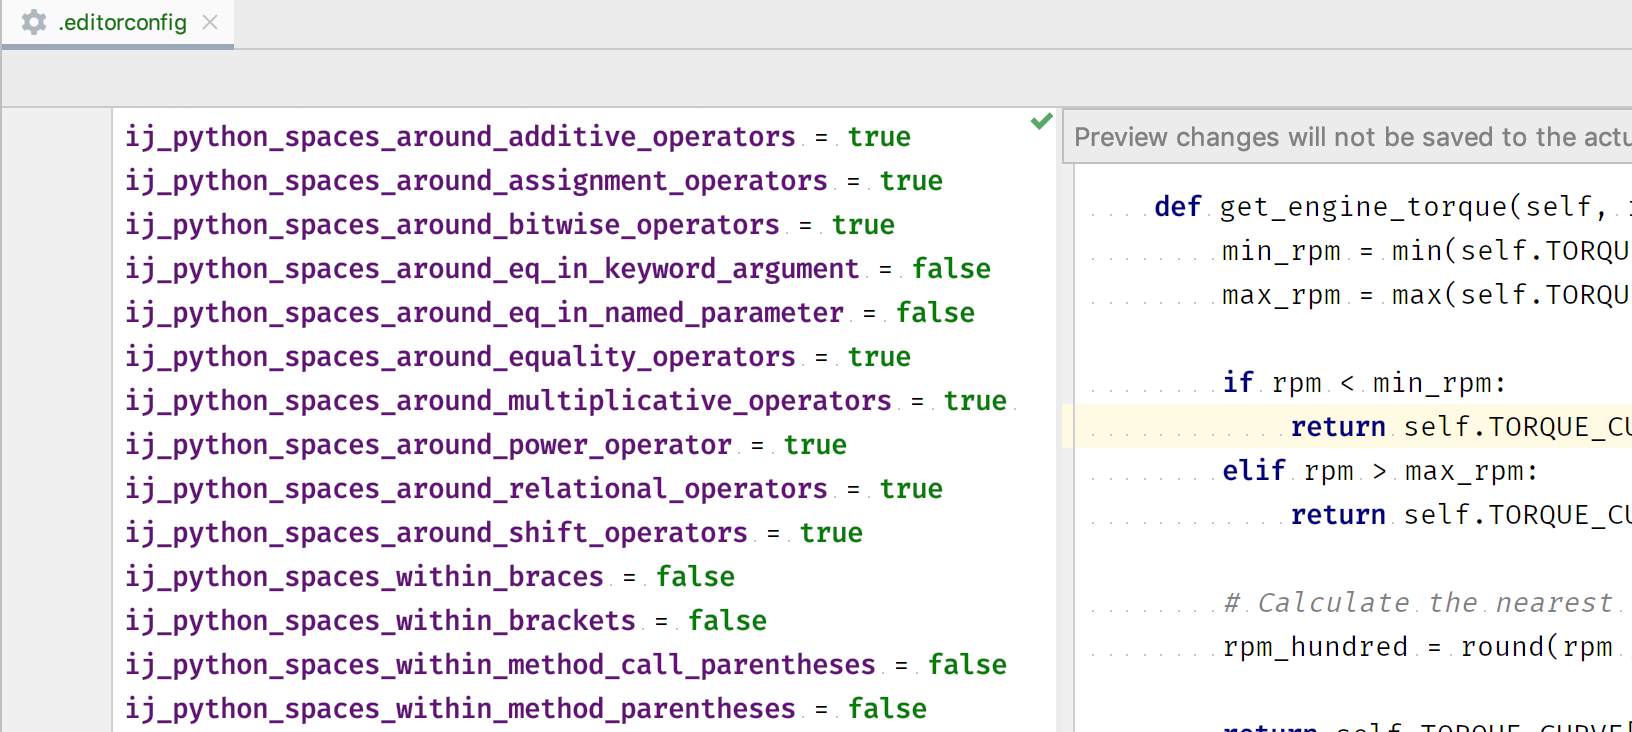 .editorconfig
ij_python_spaces_around_additive_operators = true
ij_python_spaces_around_assignment_operators = true
ij_python_spaces_around_bitwise_operators = true
ij_python_spaces_around_eq_in_keyword_argument = false
ij_python_spaces_around_eq_in_named_parameter = false
ij_python_spaces_around_equality_operators = true
ij_python_spaces_around_multiplicative_operators = true
ij_python_spaces_around_power_operator = true
ij_python_spaces_around_relational_operators = true
ij_python_spaces_around_shift_operators = true
ij_python_spaces_within_braces = false
ij_python_spaces_within_brackets = false
ij_python_spaces_within_method_call_parentheses = false
ij_python_spaces_within_method_parentheses = false
Preview changes will not be saved to the actu
def get_engine_torque(self,
min_rpm = min(self.TORQU
max_rpm = max(self.TORQU
if rpm < min_rpm:
return self.TORQUE_CU
elif rpm > max_rpm:
return self.TORQUE_CU
# Calculate the nearest
rpm_hundred = round(rpm
return self.TORQUE_CURVE[